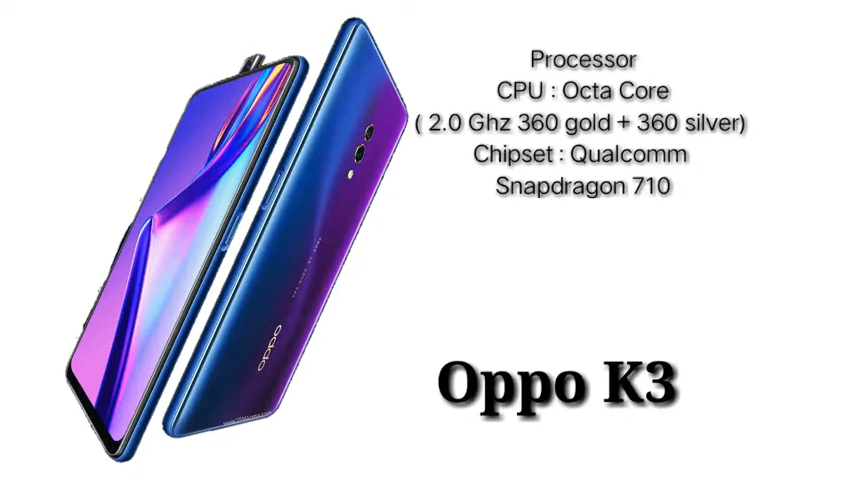 Processor
CPU : Octa Core
( 2.0 Ghz 360 gold + 360 silver)
Chipset : Qualcomm
Snapdragon 710
oppo
Oppo K3